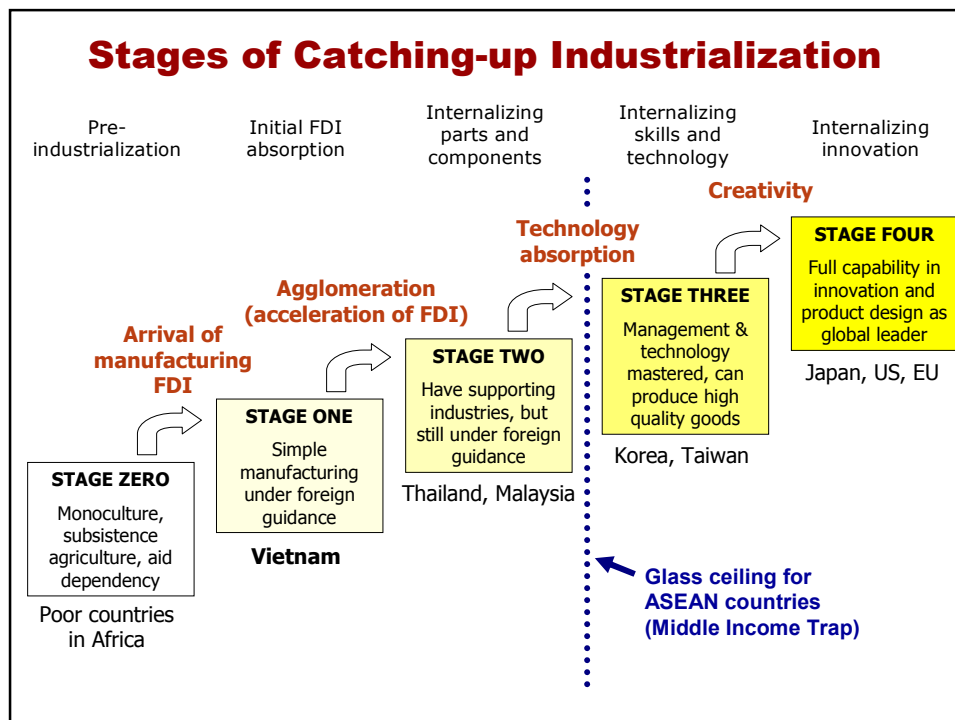 Stages of Catching-up Industrialization
Pre-
industrialization
Initial FDI
absorption
Internalizing
parts and
components
Internalizing
skills and
technology
Internalizing
innovation
Arrival of
manufacturing
FDI
Agglomeration
(acceleration of FDI)
Technology
absorption
Creativity
STAGE ZERO
Monoculture,
subsistence
agriculture, aid
dependency
Poor countries
in Africa
STAGE ONE
Simple
manufacturing
under foreign
guidance
Vietnam
STAGE TWO
Have supporting
industries, but
still under foreign
guidance
Thailand, Malaysia
STAGE THREE
Management &
technology
mastered, can
produce high
quality goods
Korea, Taiwan
STAGE FOUR
Full capability in
innovation and
product design as
global leader
Japan, US, EU
Glass ceiling for
ASEAN countries
(Middle Income Trap)